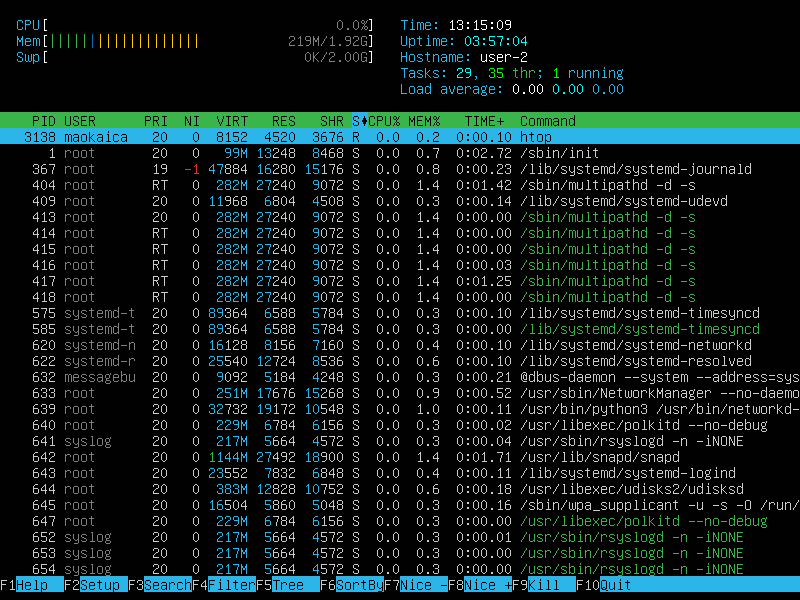 CPU[ 0.0%] Time: 13:15:09
Mem[|||||||||||||||||||| 219M/1.92G] Uptime: 03:57:04
Swp[ 0K/2.00G] Hostname: user-2
Tasks: 29, 35 thr; 1 running
Load average: 0.00 0.00 0.00
PID USER PRI NI VIRT RES SHR S CPU% MEM% TIME+ Command
3138 maokaica 20 0 8152 4520 3676 R 0.0 0.2 0:00.10 htop
1 root 20 0 99M 13248 8468 S 0.0 0.7 0:02.72 /sbin/init
367 root 19 -1 47884 16280 15176 S 0.0 0.8 0:00.23 /lib/systemd/systemd-journald
404 root RT 0 282M 27240 9072 S 0.0 1.4 0:01.42 /sbin/multipathd -d -s
409 root 20 0 11968 6804 4508 S 0.0 0.3 0:00.14 /lib/systemd/systemd-udevd
413 root 20 0 282M 27240 9072 S 0.0 1.4 0:00.00 /sbin/multipathd -d -s
414 root RT 0 282M 27240 9072 S 0.0 1.4 0:00.00 /sbin/multipathd -d -s
415 root RT 0 282M 27240 9072 S 0.0 1.4 0:00.00 /sbin/multipathd -d -s
416 root RT 0 282M 27240 9072 S 0.0 1.4 0:00.03 /sbin/multipathd -d -s
417 root RT 0 282M 27240 9072 S 0.0 1.4 0:01.25 /sbin/multipathd -d -s
418 root RT 0 282M 27240 9072 S 0.0 1.4 0:00.00 /sbin/multipathd -d -s
575 systemd-t 20 0 89364 6588 5784 S 0.0 0.3 0:00.10 /lib/systemd/systemd-timesyncd
585 systemd-t 20 0 89364 6588 5784 S 0.0 0.3 0:00.00 /lib/systemd/systemd-timesyncd
620 systemd-n 20 0 16128 8156 7160 S 0.0 0.4 0:00.10 /lib/systemd/systemd-networkd
622 systemd-r 20 0 25540 12724 8536 S 0.0 0.6 0:00.10 /lib/systemd/systemd-resolved
632 messagebu 20 0 9092 5184 4248 S 0.0 0.3 0:00.21 @dbus-daemon --system --address=sys
633 root 20 0 251M 17676 15268 S 0.0 0.9 0:00.52 /usr/sbin/NetworkManager --no-daemo
639 root 20 0 32732 19172 10548 S 0.0 1.0 0:00.11 /usr/bin/python3 /usr/bin/networkd-
640 root 20 0 229M 6784 6156 S 0.0 0.3 0:00.02 /usr/libexec/polkitd --no-debug
641 syslog 20 0 217M 5664 4572 S 0.0 0.3 0:00.04 /usr/sbin/rsyslogd -n -iNONE
642 root 20 0 1144M 27492 18900 S 0.0 1.4 0:01.71 /usr/lib/snapd/snapd
643 root 20 0 23552 7832 6848 S 0.0 0.4 0:00.11 /lib/systemd/systemd-logind
644 root 20 0 383M 12828 10752 S 0.0 0.6 0:00.18 /usr/libexec/udisks2/udisksd
645 root 20 0 16504 5860 5048 S 0.0 0.3 0:00.16 /sbin/wpa_supplicant -u -s -O /run/
647 root 20 0 229M 6784 6156 S 0.0 0.3 0:00.00 /usr/libexec/polkitd --no-debug
652 syslog 20 0 217M 5664 4572 S 0.0 0.3 0:00.01 /usr/sbin/rsyslogd -n -iNONE
653 syslog 20 0 217M 5664 4572 S 0.0 0.3 0:00.00 /usr/sbin/rsyslogd -n -iNONE
654 syslog 20 0 217M 5664 4572 S 0.0 0.3 0:00.00 /usr/sbin/rsyslogd -n -iNONE
F1Help F2Setup F3SearchF4FilterF5Tree F6SortByF7Nice -F8Nice +F9Kill F10Quit